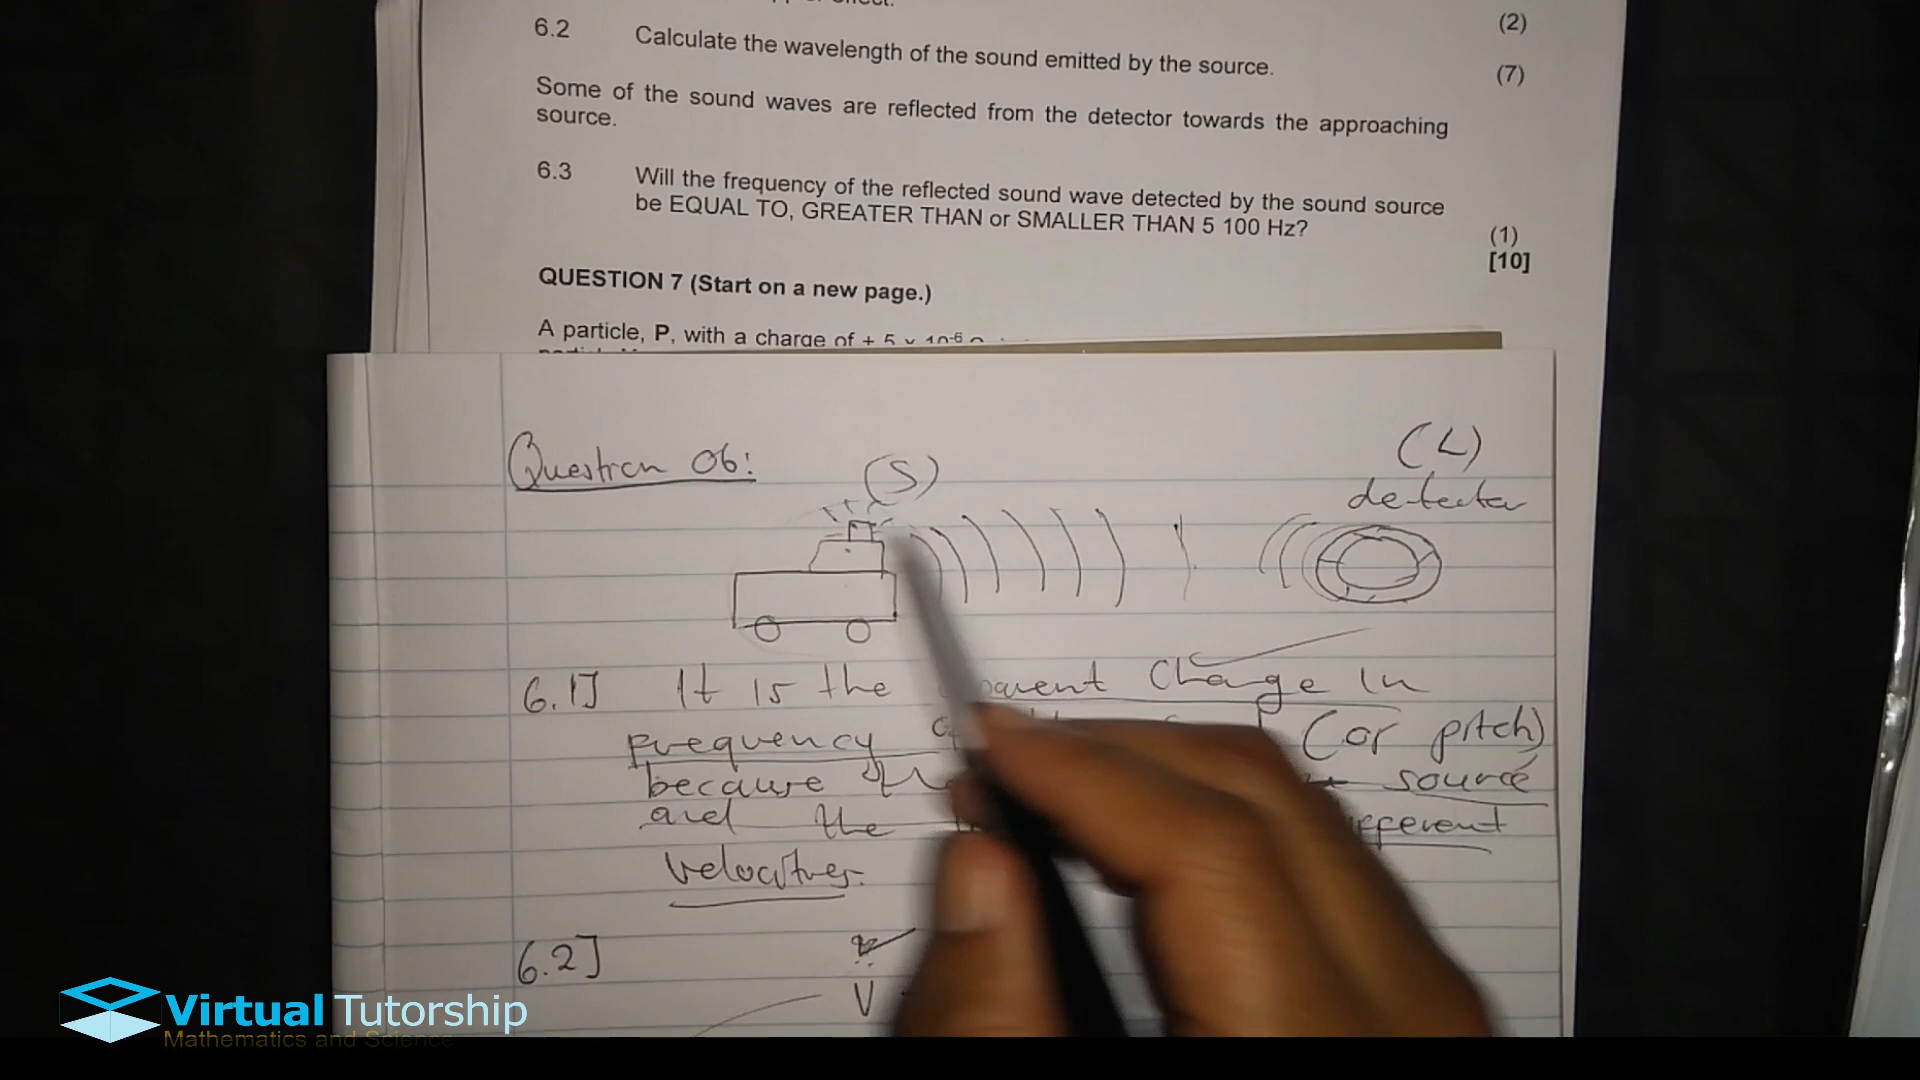 6.2 Calculate the wavelength of the sound emitted by the source. (2)
(7)
Some of the sound waves are reflected from the detector towards the approaching
source.
6.3 Will the frequency of the reflected sound wave detected by the sound source
be EQUAL TO, GREATER THAN or SMALLER THAN 5 100 Hz?
(1)
[10]
QUESTION 7 (Start on a new page.)
A particle, P, with a charge of + 5 x 10-6
Question 06:
(S)
(L)
detector
6.1] It is the change in
frequency (or pitch)
because source
and the
velocities.
6.2]
V
Virtual Tutorship
Mathematics and Science